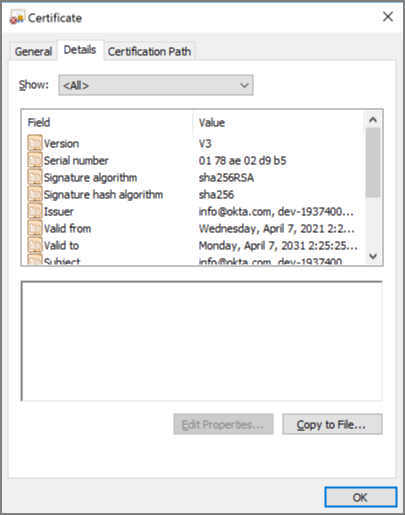 Certificate
General Details Certification Path
Show: <All>
Field Value
Version V3
Serial number 01 78 ae 02 d9 b5
Signature algorithm sha256RSA
Signature hash algorithm sha256
Issuer info@okta.com, dev-1937400...
Valid from Wednesday, April 7, 2021 2:2...
Valid to Monday, April 7, 2031 2:25:25...
Subject info@okta.com, dev-1937400
Edit Properties... Copy to File...
OK